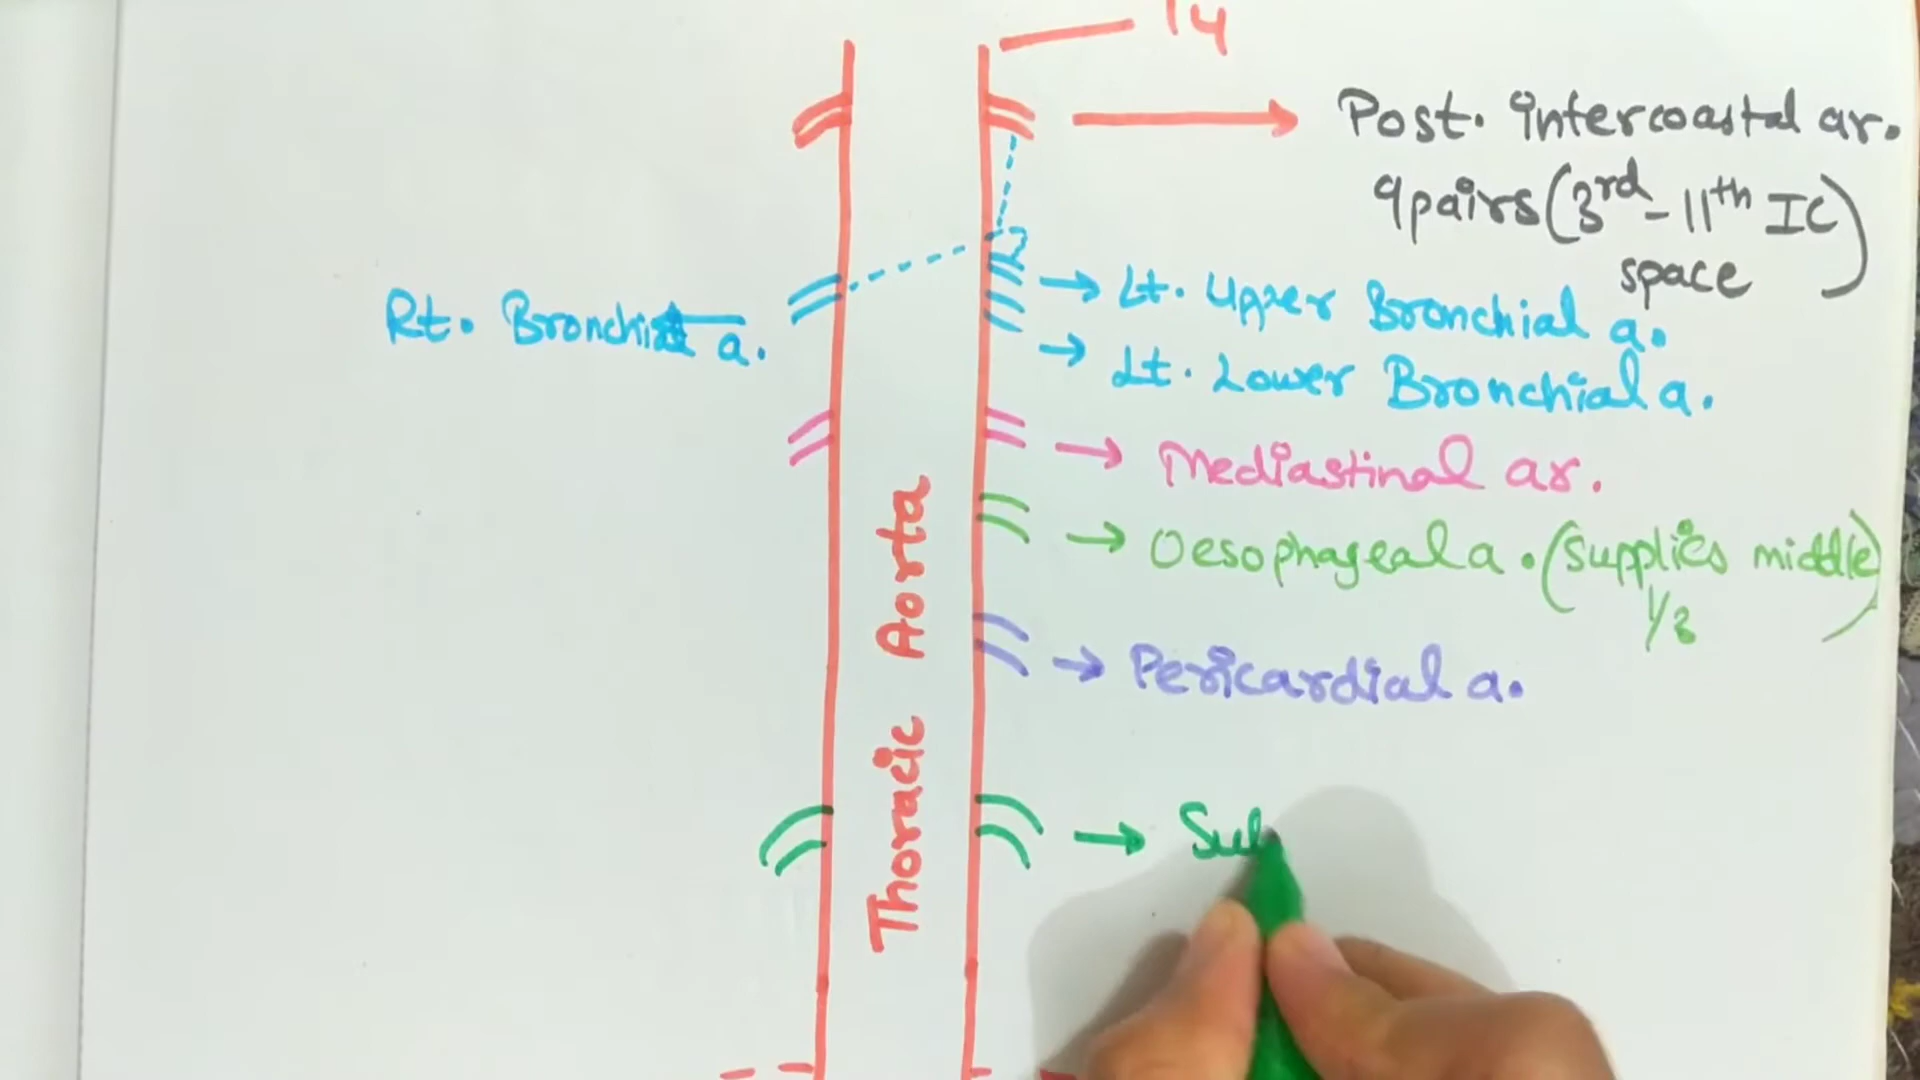 T4
Post. intercoastal ar.
9pairs (3rd - 11th IC)
space
Rt. Bronchial a.
Lt. Upper Bronchial a.
Lt. Lower Bronchial a.
Mediastinal ar.
Oesophageal a. (supplies middle)
1/3
Pericardial a.
Thoracic Aorta
Sub